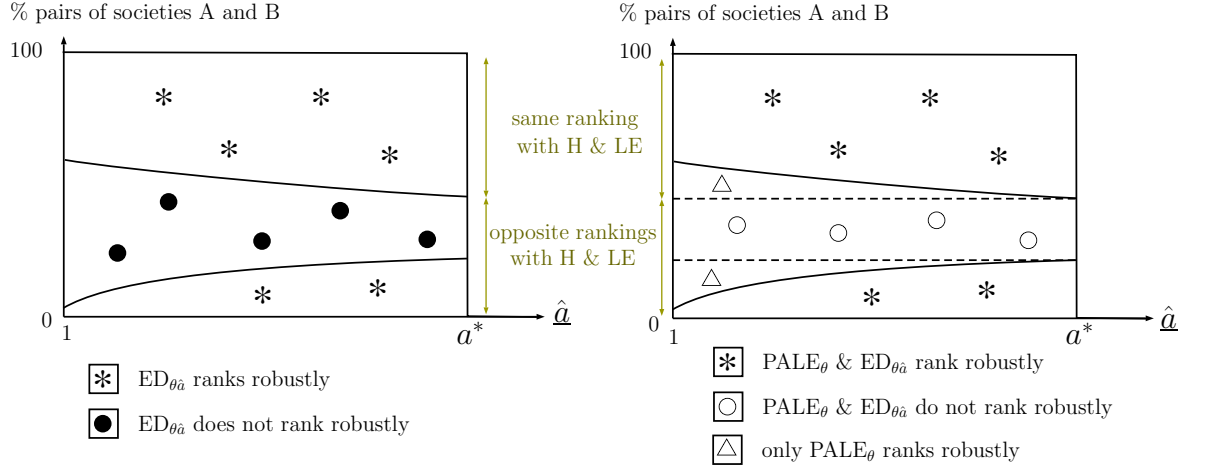 % pairs of societies A and B
100
0
1
a*
â̲
same ranking
with H & LE
opposite rankings
with H & LE
* ED_θâ ranks robustly
● ED_θâ does not rank robustly
% pairs of societies A and B
100
0
1
a*
â̲
* PALE_θ & ED_θâ rank robustly
○ PALE_θ & ED_θâ do not rank robustly
△ only PALE_θ ranks robustly